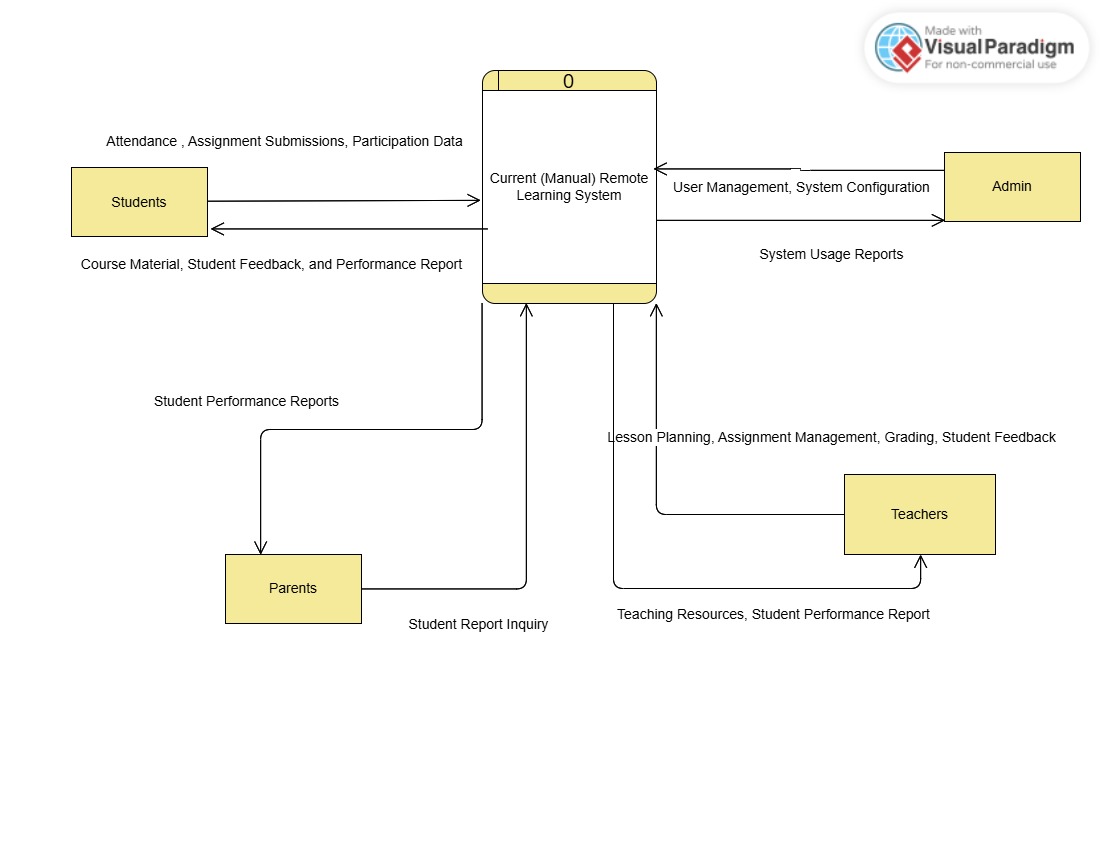 Made with
Visual Paradigm
For non-commercial use
0
Attendance , Assignment Submissions, Participation Data
Current (Manual) Remote
Learning System
Students
User Management, System Configuration
Admin
Course Material, Student Feedback, and Performance Report
System Usage Reports
Student Performance Reports
Lesson Planning, Assignment Management, Grading, Student Feedback
Teachers
Parents
Student Report Inquiry
Teaching Resources, Student Performance Report